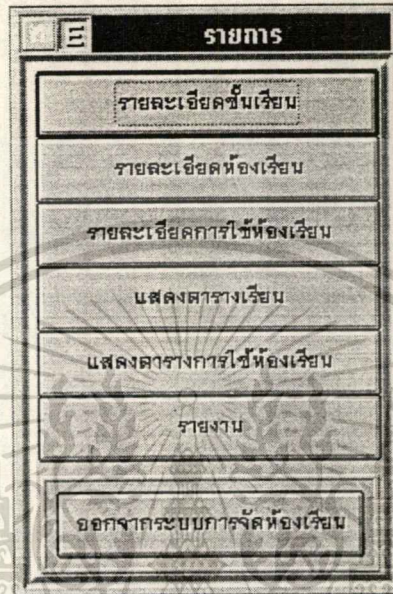 รายการ
รายละเอียดชั้นเรียน
รายละเอียดห้องเรียน
รายละเอียดการใช้ห้องเรียน
แสดงตารางเรียน
แสดงตารางการใช้ห้องเรียน
รายงาน
ออกจากระบบการจัดห้องเรียน